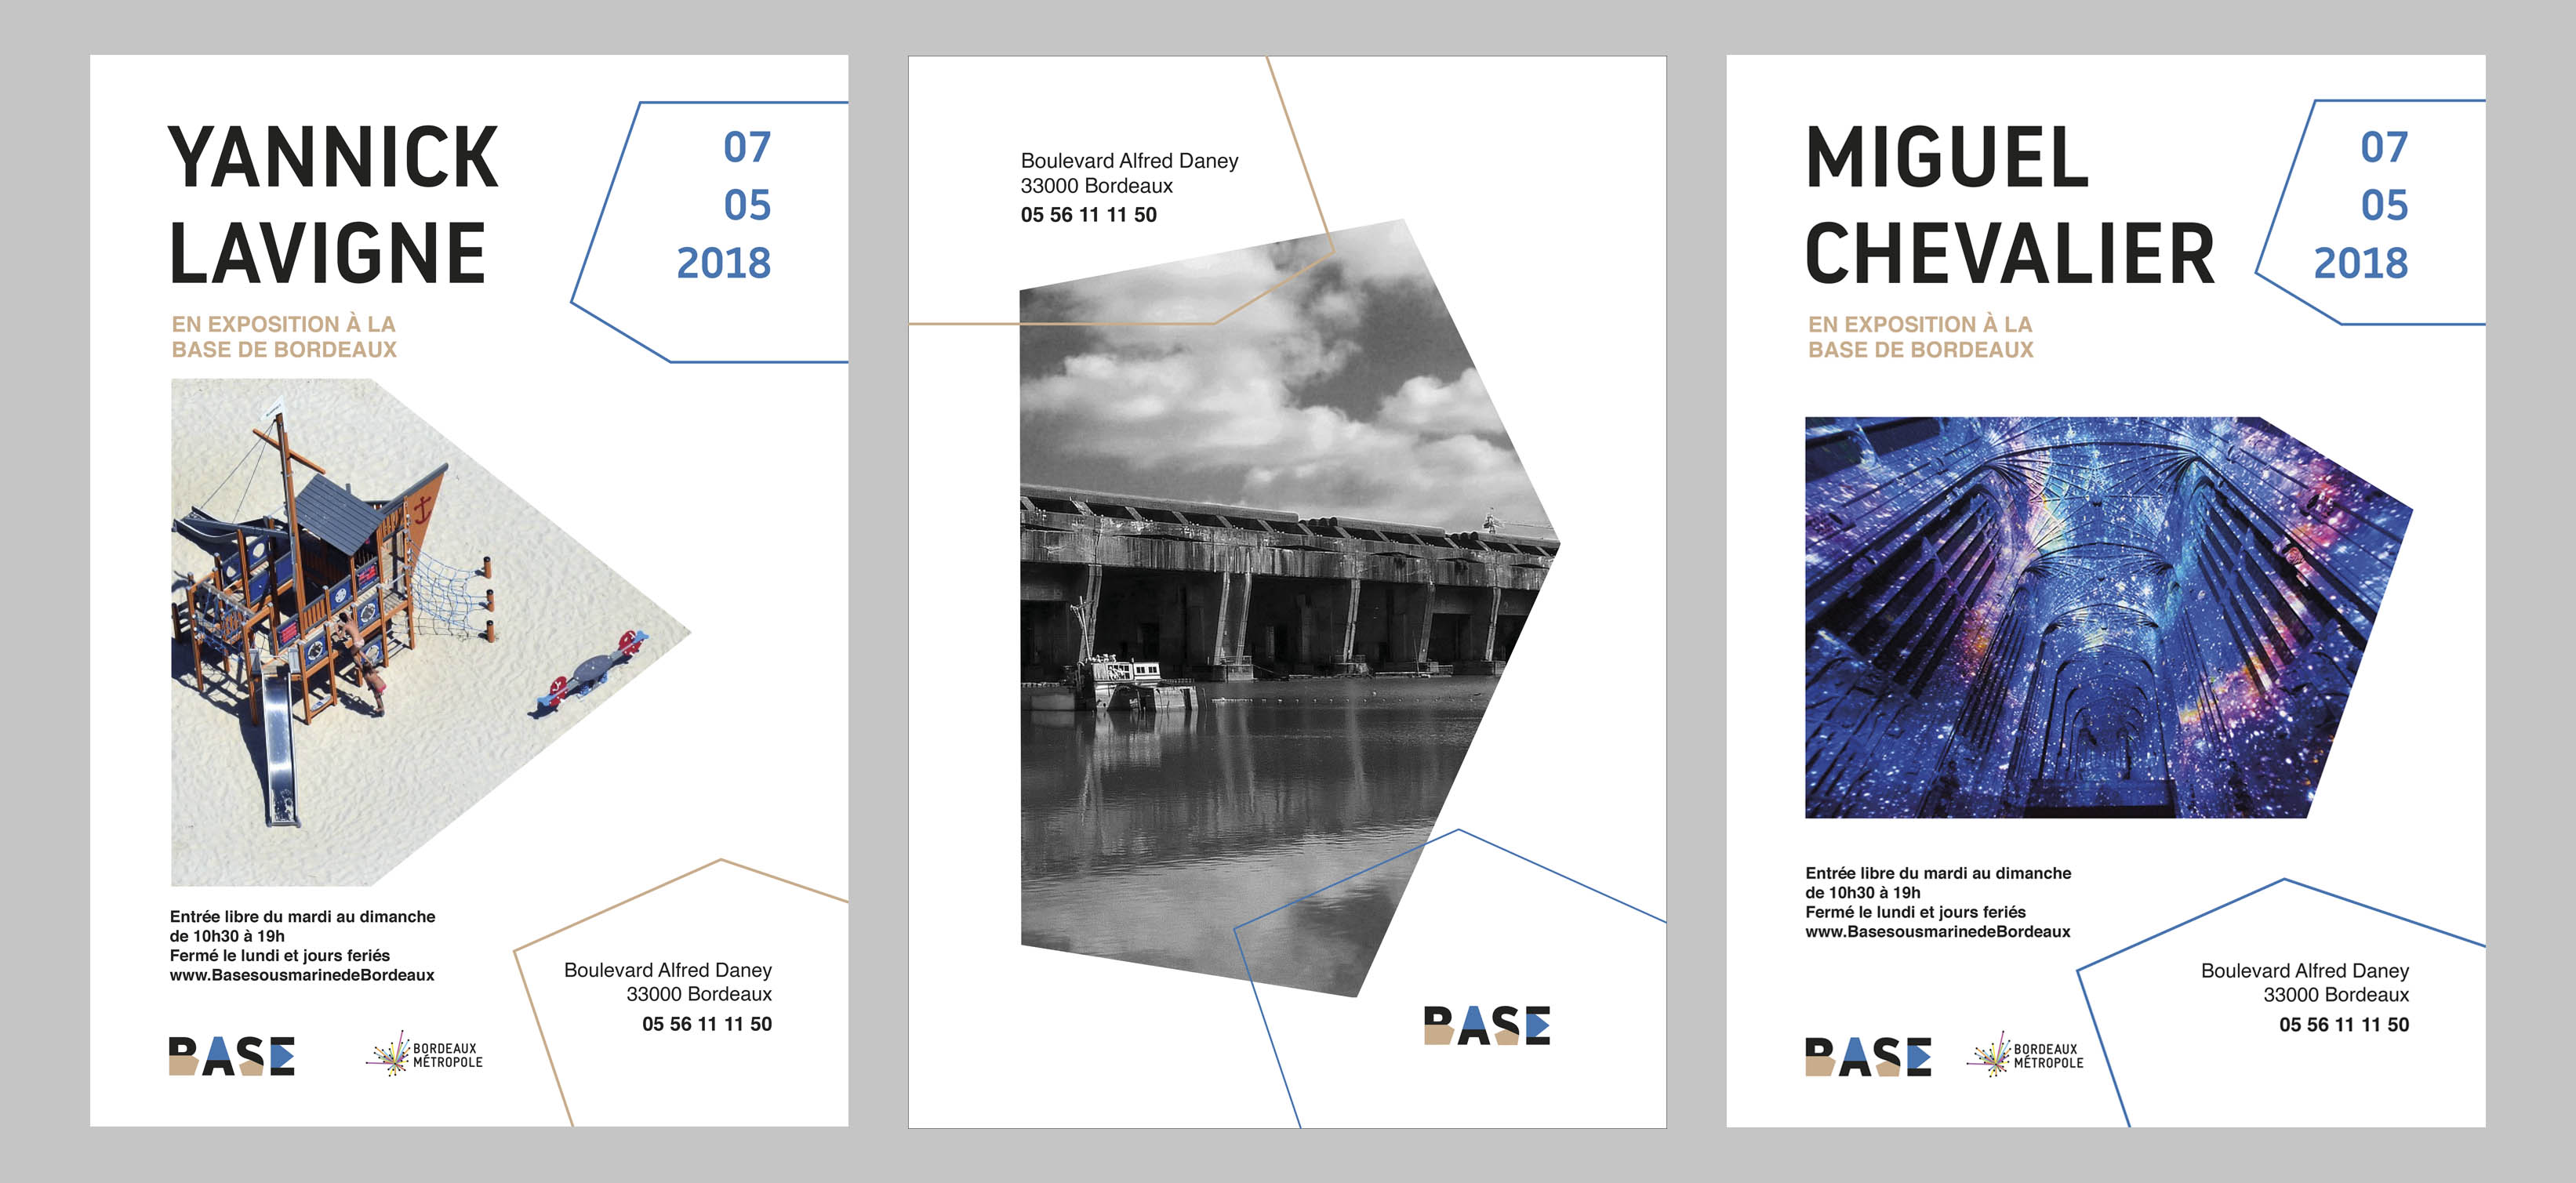 YANNICK
LAVIGNE
07
05
2018
EN EXPOSITION À LA
BASE DE BORDEAUX
Entrée libre du mardi au dimanche
de 10h30 à 19h
Fermé le lundi et jours feriés
www.BasesousmarinedeBordeaux
Boulevard Alfred Daney
33000 Bordeaux
05 56 11 11 50
BASE
BORDEAUX
MÉTROPOLE
Boulevard Alfred Daney
33000 Bordeaux
05 56 11 11 50
BASE
MIGUEL
CHEVALIER
07
05
2018
EN EXPOSITION À LA
BASE DE BORDEAUX
Entrée libre du mardi au dimanche
de 10h30 à 19h
Fermé le lundi et jours feriés
www.BasesousmarinedeBordeaux
Boulevard Alfred Daney
33000 Bordeaux
05 56 11 11 50
BASE
BORDEAUX
MÉTROPOLE